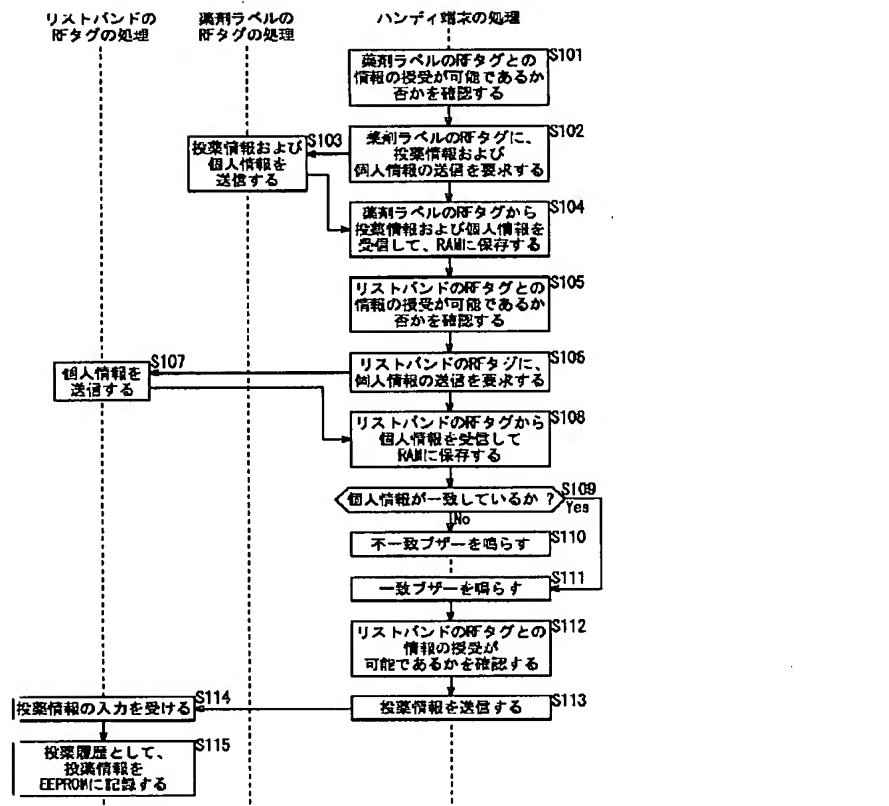 リストバンドの
RFタグの処理
薬剤ラベルの
RFタグの処理
ハンディ端末の処理
S101
薬剤ラベルのRFタグとの
情報の授受が可能であるか
否かを確認する
S102
薬剤ラベルのRFタグに、
投薬情報および
個人情報の送信を要求する
S103
投薬情報および
個人情報を
送信する
S104
薬剤ラベルのRFタグから
投薬情報および個人情報を
受信して、RAMに保存する
S105
リストバンドのRFタグとの
情報の授受が可能であるか
否かを確認する
S106
リストバンドのRFタグに、
個人情報の送信を要求する
S107
個人情報を
送信する
S108
リストバンドのRFタグから
個人情報を受信して
RAMに保存する
S109
個人情報が一致しているか ?
Yes
No
S110
不一致ブザーを鳴らす
S111
一致ブザーを鳴らす
S112
リストバンドのRFタグとの
情報の授受が
可能であるかを確認する
S113
投薬情報を送信する
S114
投薬情報の入力を受ける
S115
投薬履歴として、
投薬情報を
EEPROMに記録する